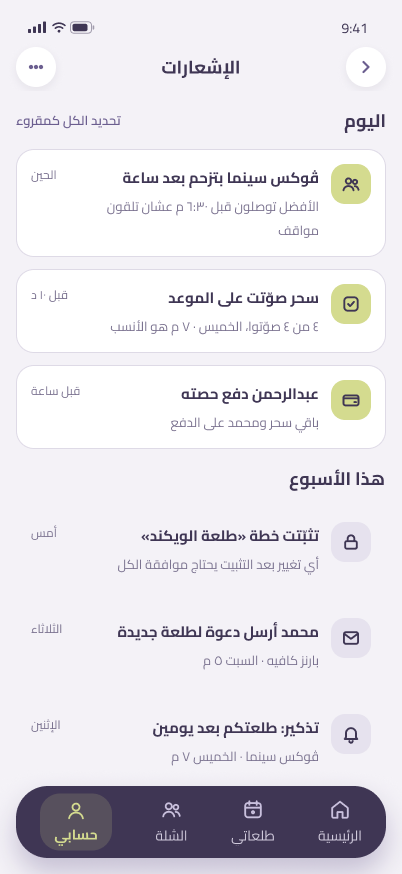 9:41
الإشعارات
اليوم
تحديد الكل كمقروء
ڤوكس سينما بتزحم بعد ساعة
الحين
الأفضل توصلون قبل ٦:٣٠ م عشان تلقون
مواقف
سحر صوّتت على الموعد
قبل ١٠ د
٤ من ٤ صوّتوا، الخميس ٧:٠٠ م هو الأنسب
عبدالرحمن دفع حصته
قبل ساعة
باقي سحر ومحمد على الدفع
هذا الأسبوع
تثبّتت خطة «طلعة الويكند»
أمس
أي تغيير بعد التثبيت يحتاج موافقة الكل
محمد أرسل دعوة لطلعة جديدة
الثلاثاء
بارنز كافيه · السبت ٥ م
تذكير: طلعتكم بعد يومين
الإثنين
ڤوكس سينما · الخميس ٧ م
الرئيسية
طلعاتي
الشلة
حسابي